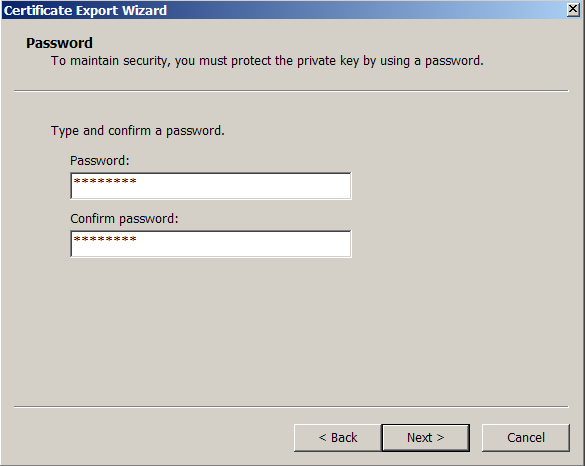 Certificate Export Wizard
Password
To maintain security, you must protect the private key by using a password.
Type and confirm a password.
Password:
********
Confirm password:
********
< Back
Next >
Cancel